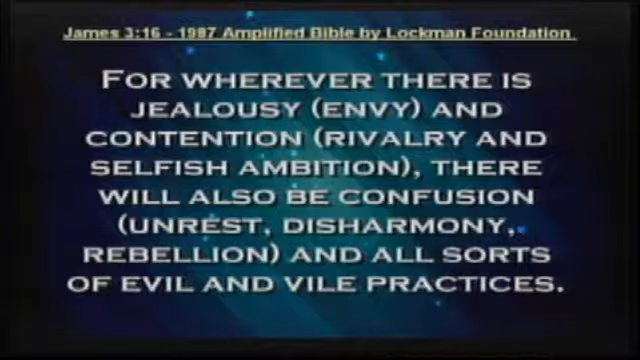 James 3:16 - 1987 Amplified Bible by Lockman Foundation
FOR WHEREVER THERE IS
JEALOUSY (ENVY) AND
CONTENTION (RIVALRY AND
SELFISH AMBITION), THERE
WILL ALSO BE CONFUSION
(UNREST, DISHARMONY,
REBELLION) AND ALL SORTS
OF EVIL AND VILE PRACTICES.